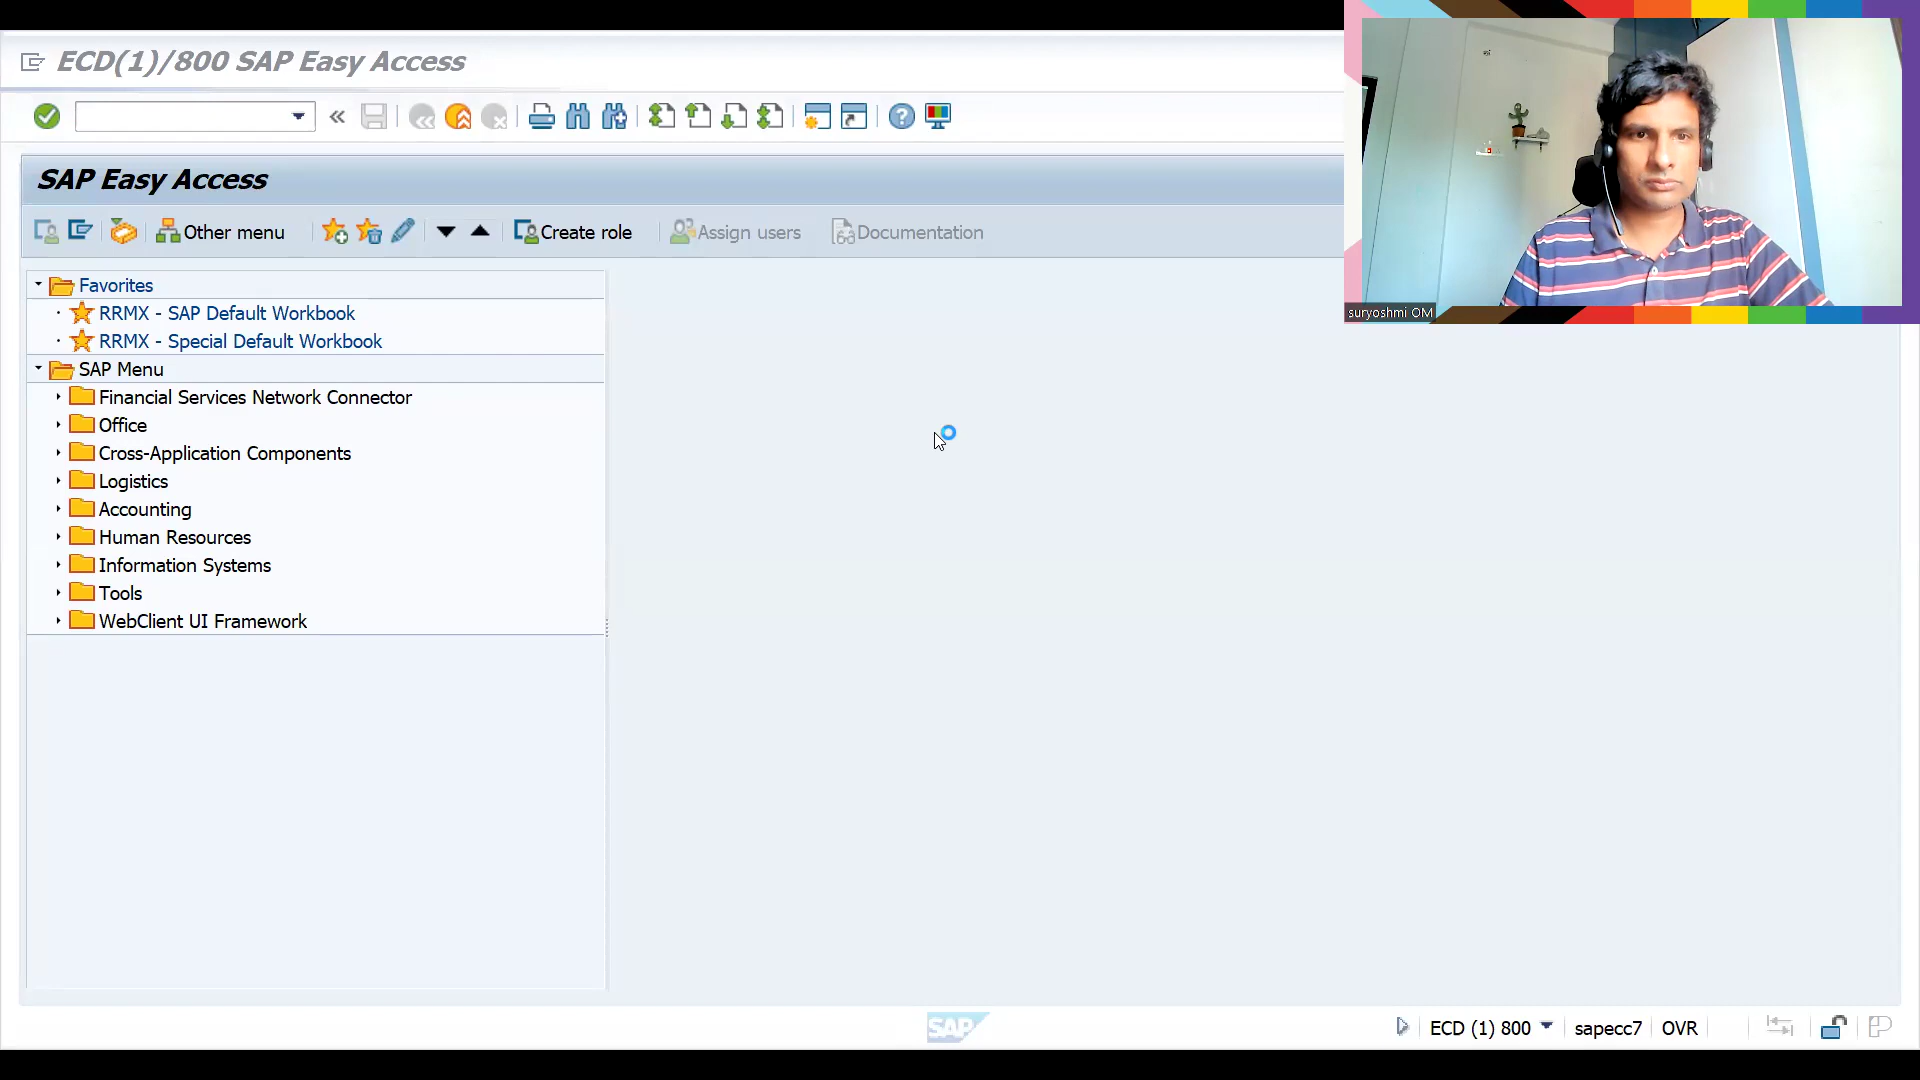 ECD(1)/800 SAP Easy Access
SAP Easy Access
Other menu
Create role
Assign users
Documentation
Favorites
RRMX - SAP Default Workbook
RRMX - Special Default Workbook
SAP Menu
Financial Services Network Connector
Office
Cross-Application Components
Logistics
Accounting
Human Resources
Information Systems
Tools
WebClient UI Framework
suryoshmi OM
SAP
ECD (1) 800
sapecc7
OVR